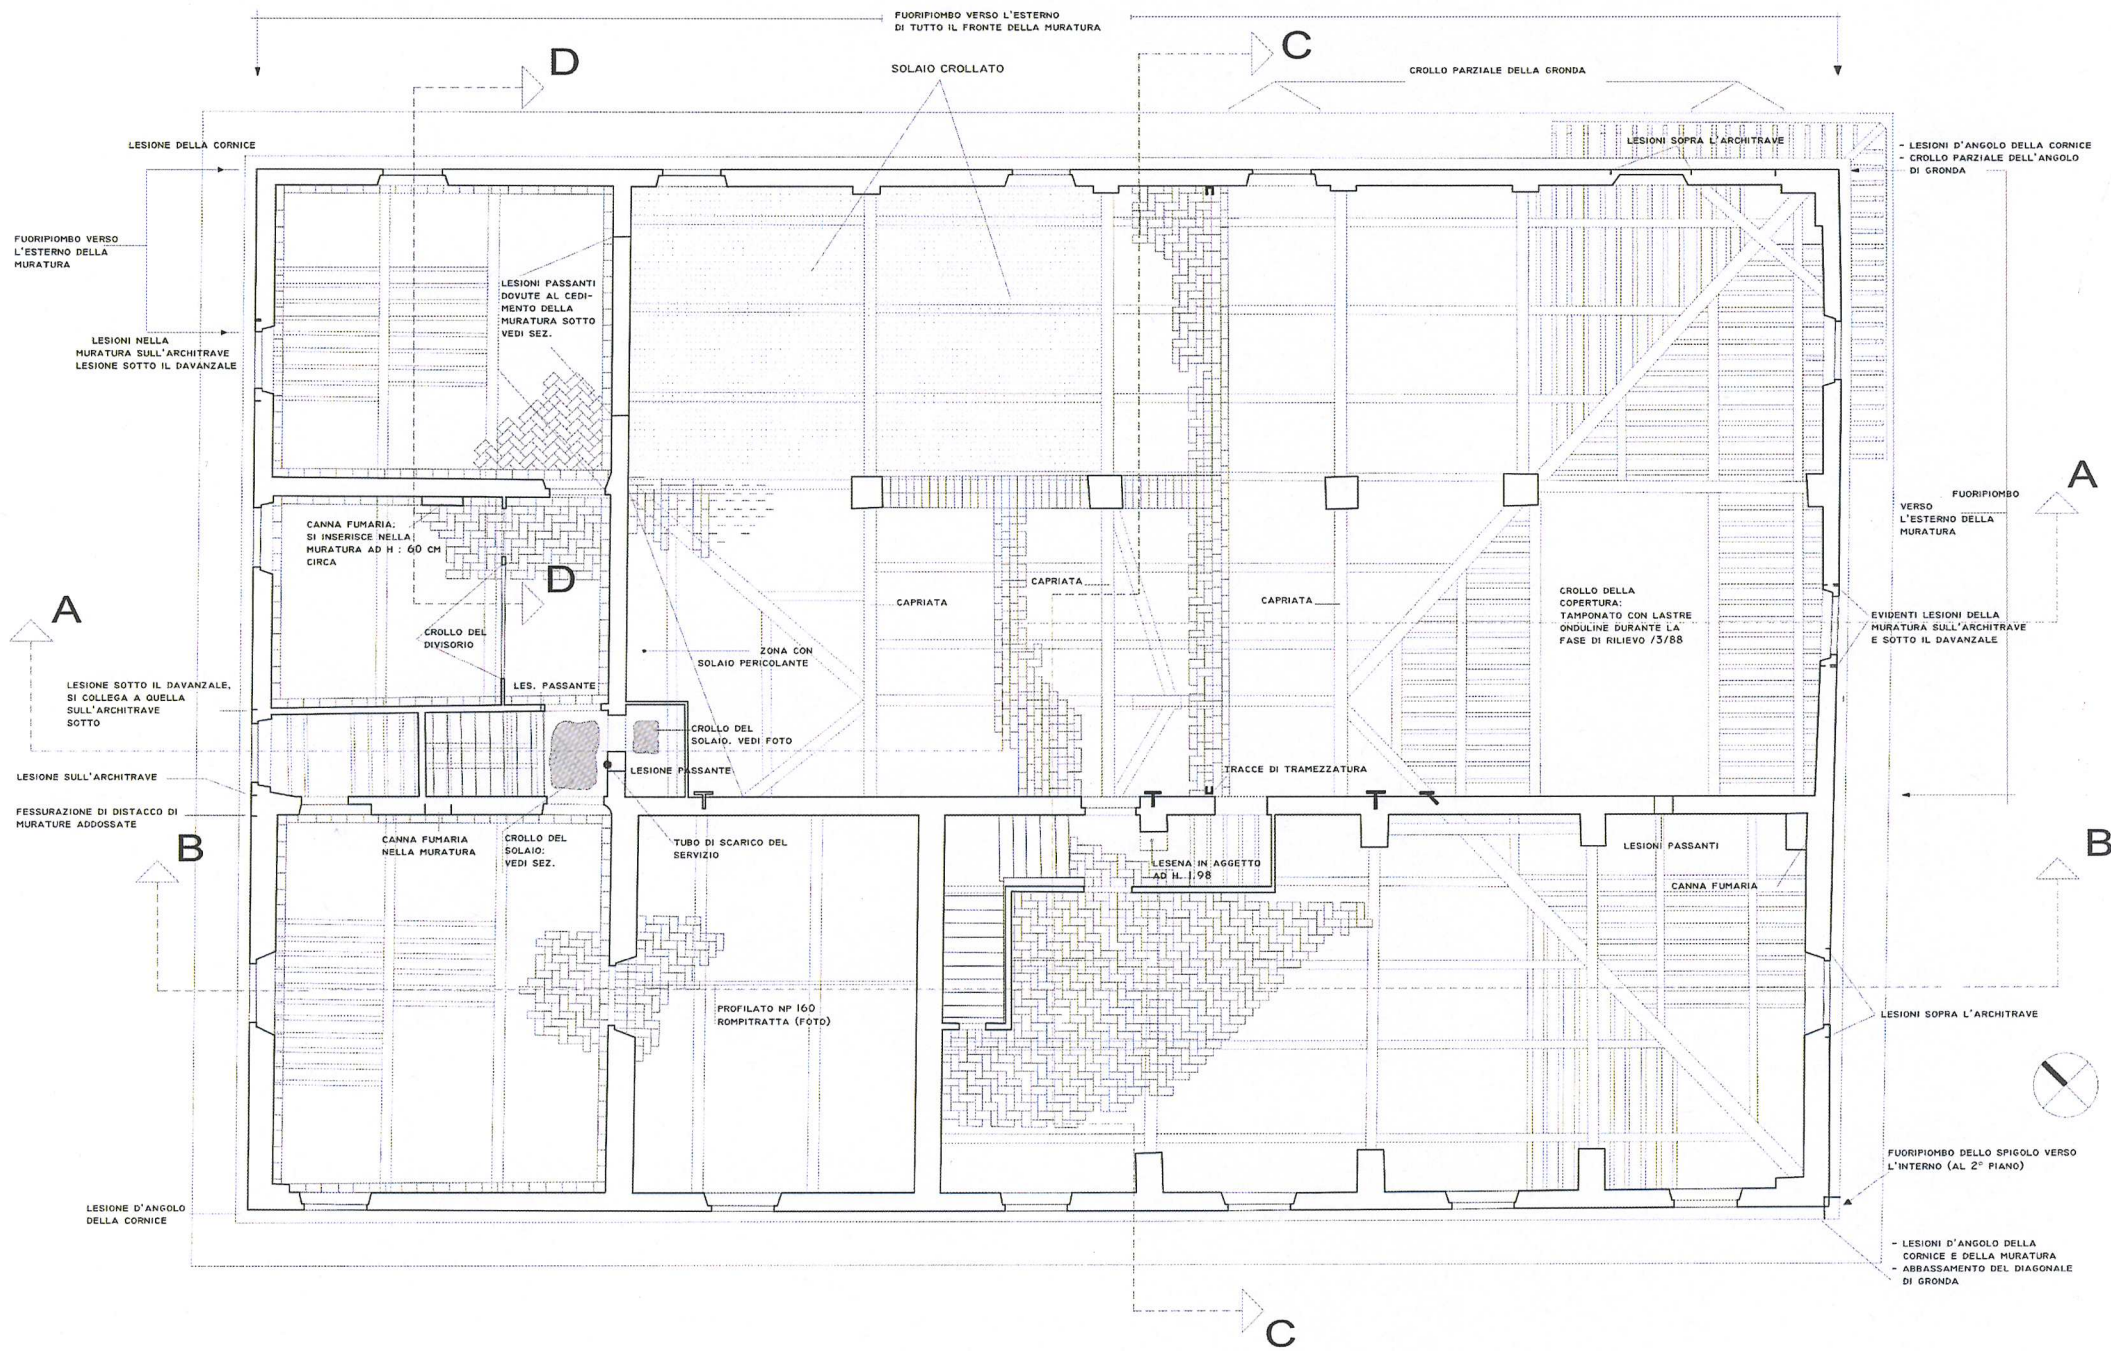 FUORIPIOMBO VERSO L'ESTERNO
DI TUTTO IL FRONTE DELLA MURATURA
D
C
SOLAIO CROLLATO
CROLLO PARZIALE DELLA GRONDA
LESIONE DELLA CORNICE
LESIONI SOPRA L'ARCHITRAVE
- LESIONI D'ANGOLO DELLA CORNICE
- CROLLO PARZIALE DELL'ANGOLO
DI GRONDA
FUORIPIOMBO VERSO
L'ESTERNO DELLA
MURATURA
LESIONI PASSANTI
DOVUTE AL CEDI-
MENTO DELLA
MURATURA SOTTO
VEDI SEZ.
LESIONI NELLA
MURATURA SULL'ARCHITRAVE
LESIONE SOTTO IL DAVANZALE
A
FUORIPIOMBO
VERSO
L'ESTERNO DELLA
MURATURA
CANNA FUMARIA:
SI INSERISCE NELLA
MURATURA AD H : 60 CM
CIRCA
D
CAPRIATA
CAPRIATA
CAPRIATA
CROLLO DELLA
COPERTURA:
TAMPONATO CON LASTRE
ONDULINE DURANTE LA
FASE DI RILIEVO /3/88
A
EVIDENTI LESIONI DELLA
MURATURA SULL'ARCHITRAVE
E SOTTO IL DAVANZALE
CROLLO DEL
DIVISORIO
ZONA CON
SOLAIO PERICOLANTE
LESIONE SOTTO IL DAVANZALE,
SI COLLEGA A QUELLA
SULL'ARCHITRAVE
SOTTO
LES. PASSANTE
CROLLO DEL
SOLAIO. VEDI FOTO
LESIONE PASSANTE
TRACCE DI TRAMEZZATURA
LESIONE SULL'ARCHITRAVE
FESSURAZIONE DI DISTACCO DI
MURATURE ADDOSSATE
B
CANNA FUMARIA
NELLA MURATURA
CROLLO DEL
SOLAIO:
VEDI SEZ.
TUBO DI SCARICO DEL
SERVIZIO
LESENA IN AGGETTO
AD H. 1.98
LESIONI PASSANTI
CANNA FUMARIA
B
PROFILATO NP 160
ROMPITRATTA (FOTO)
LESIONI SOPRA L'ARCHITRAVE
FUORIPIOMBO DELLO SPIGOLO VERSO
L'INTERNO (AL 2° PIANO)
LESIONE D'ANGOLO
DELLA CORNICE
- LESIONI D'ANGOLO DELLA
CORNICE E DELLA MURATURA
- ABBASSAMENTO DEL DIAGONALE
DI GRONDA
C